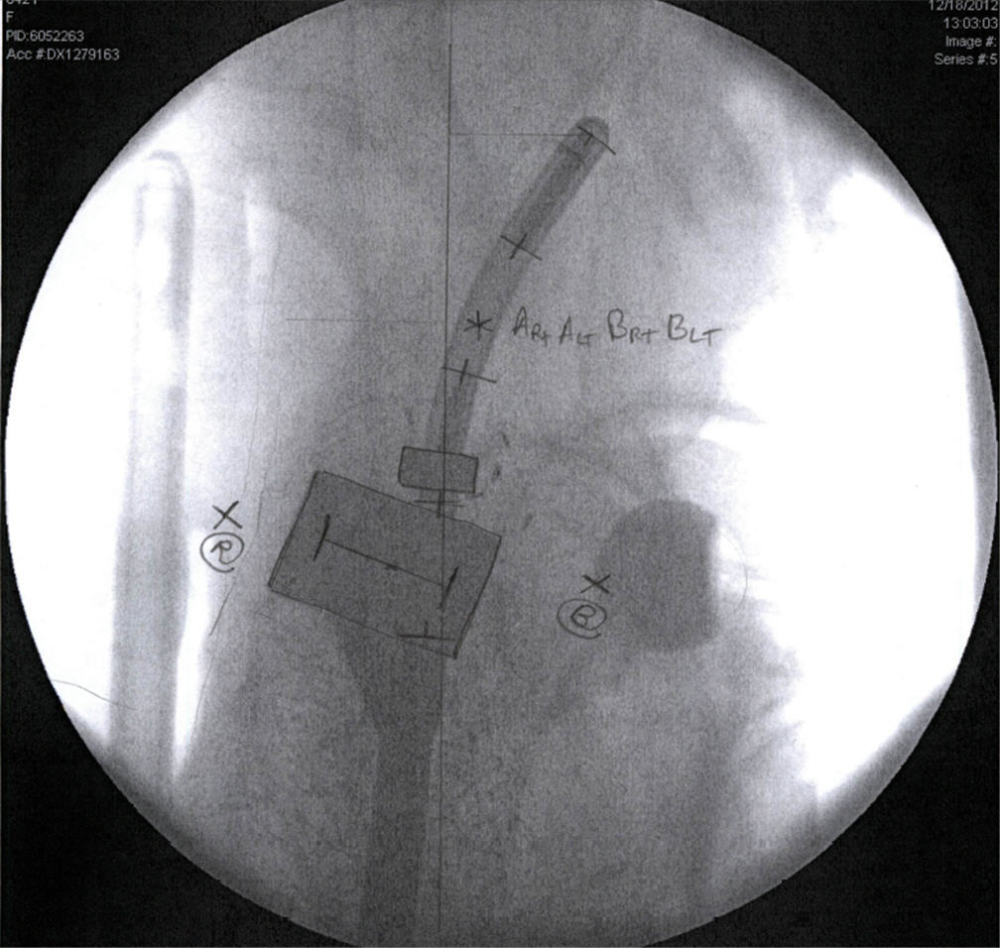 F
PID:6052263
Acc #:DX1279163
12/18/2012
13:03:03
Image #:
Series #:5
* ART ALT BRT BLT
X
R
X
B